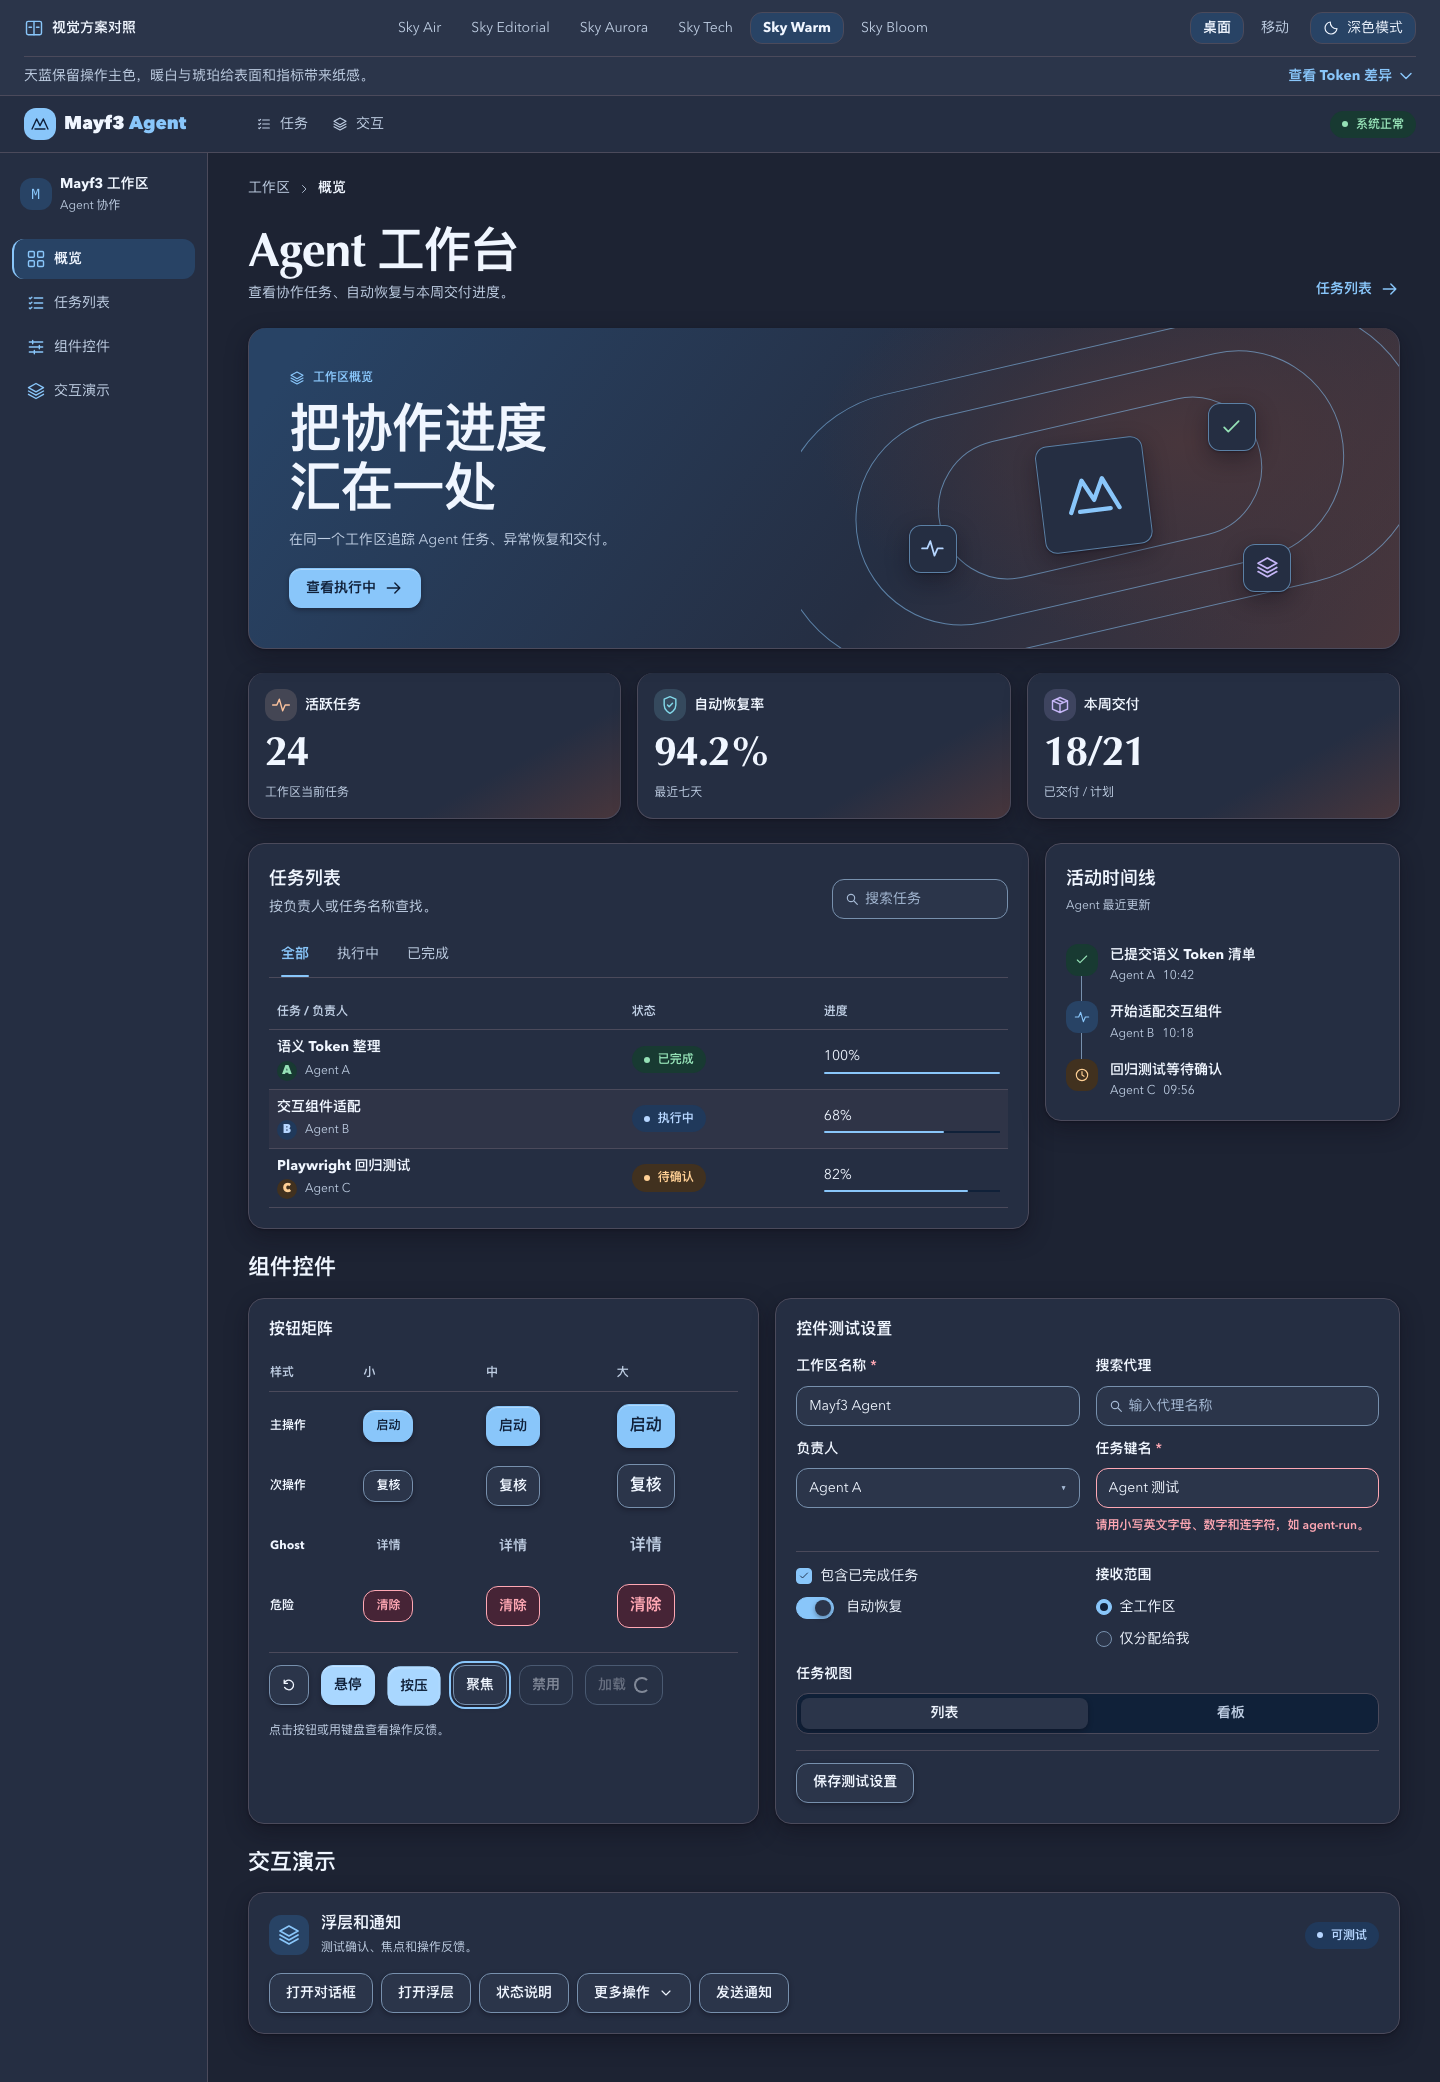 视觉方案对照
Sky Air
Sky Editorial
Sky Aurora
Sky Tech
Sky Warm
Sky Bloom
桌面
移动
深色模式
天蓝保留操作主色，暖白与琥珀给表面和指标带来纸感。
查看 Token 差异
Mayf3 Agent
任务
交互
系统正常
M
Mayf3 工作区
Agent 协作
概览
任务列表
组件控件
交互演示
工作区
概览
Agent 工作台
查看协作任务、自动恢复与本周交付进度。
任务列表
工作区概览
把协作进度
汇在一处
在同一个工作区追踪 Agent 任务、异常恢复和交付。
查看执行中
活跃任务
24
工作区当前任务
自动恢复率
94.2%
最近七天
本周交付
18/21
已交付 / 计划
任务列表
按负责人或任务名称查找。
搜索任务
全部
执行中
已完成
任务 / 负责人
状态
进度
语义 Token 整理
A
Agent A
已完成
100%
交互组件适配
B
Agent B
执行中
68%
Playwright 回归测试
C
Agent C
待确认
82%
活动时间线
Agent 最近更新
已提交语义 Token 清单
Agent A 10:42
开始适配交互组件
Agent B 10:18
回归测试等待确认
Agent C 09:56
组件控件
按钮矩阵
样式
小
中
大
主操作
启动
启动
启动
次操作
复核
复核
复核
Ghost
详情
详情
详情
危险
清除
清除
清除
悬停
按压
聚焦
禁用
加载
点击按钮或用键盘查看操作反馈。
控件测试设置
工作区名称 *
Mayf3 Agent
搜索代理
输入代理名称
负责人
Agent A
任务键名 *
Agent 测试
请用小写英文字母、数字和连字符，如 agent-run。
包含已完成任务
自动恢复
接收范围
全工作区
仅分配给我
任务视图
列表
看板
保存测试设置
交互演示
浮层和通知
测试确认、焦点和操作反馈。
可测试
打开对话框
打开浮层
状态说明
更多操作
发送通知